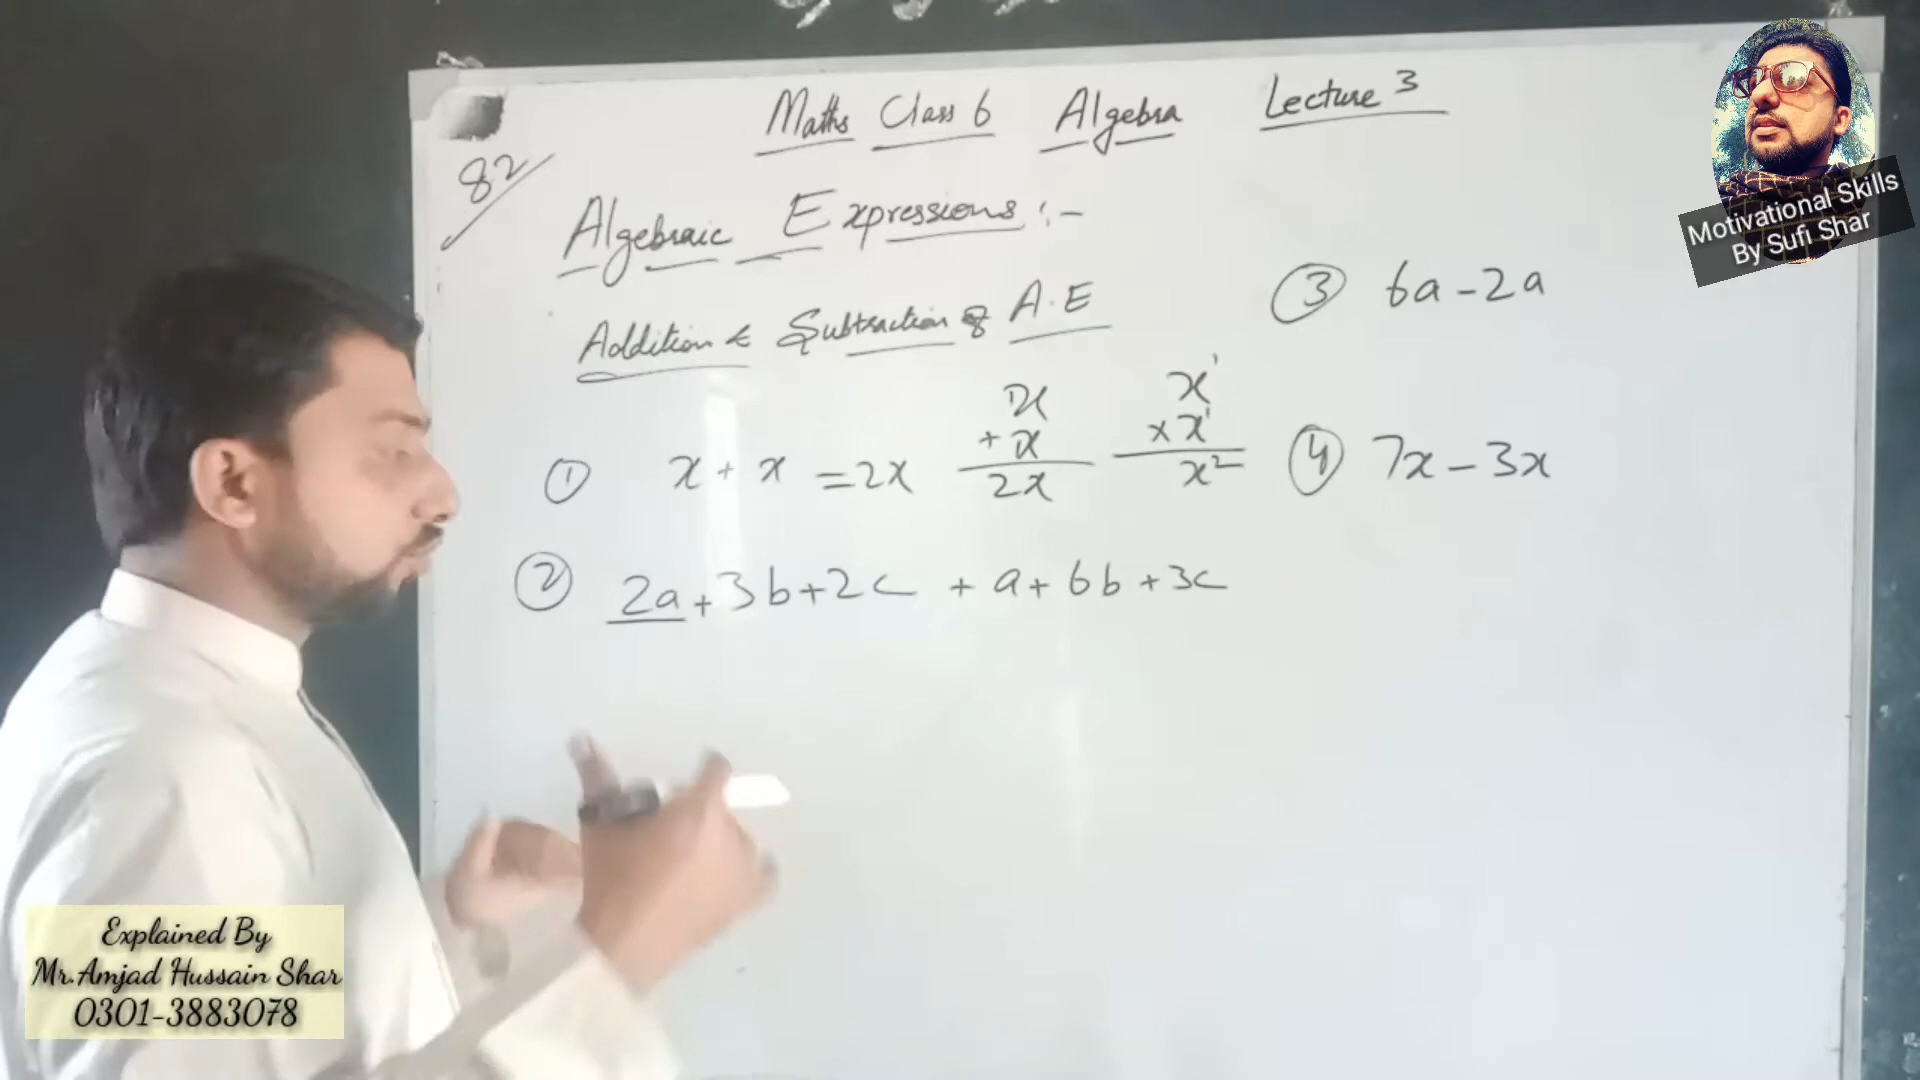 Maths Class 6 Algebra Lecture 3
82
Algebraic Expressions :-
Addition & Subtraction of A.E
① x + x = 2x
x
+ x
2x
x¹
× x¹
x²
② 2a + 3b + 2c + a + 6b + 3c
③ 6a - 2a
④ 7x - 3x
Motivational Skills
By Sufi Shar
Explained By
Mr.Amjad Hussain Shar
0301-3883078